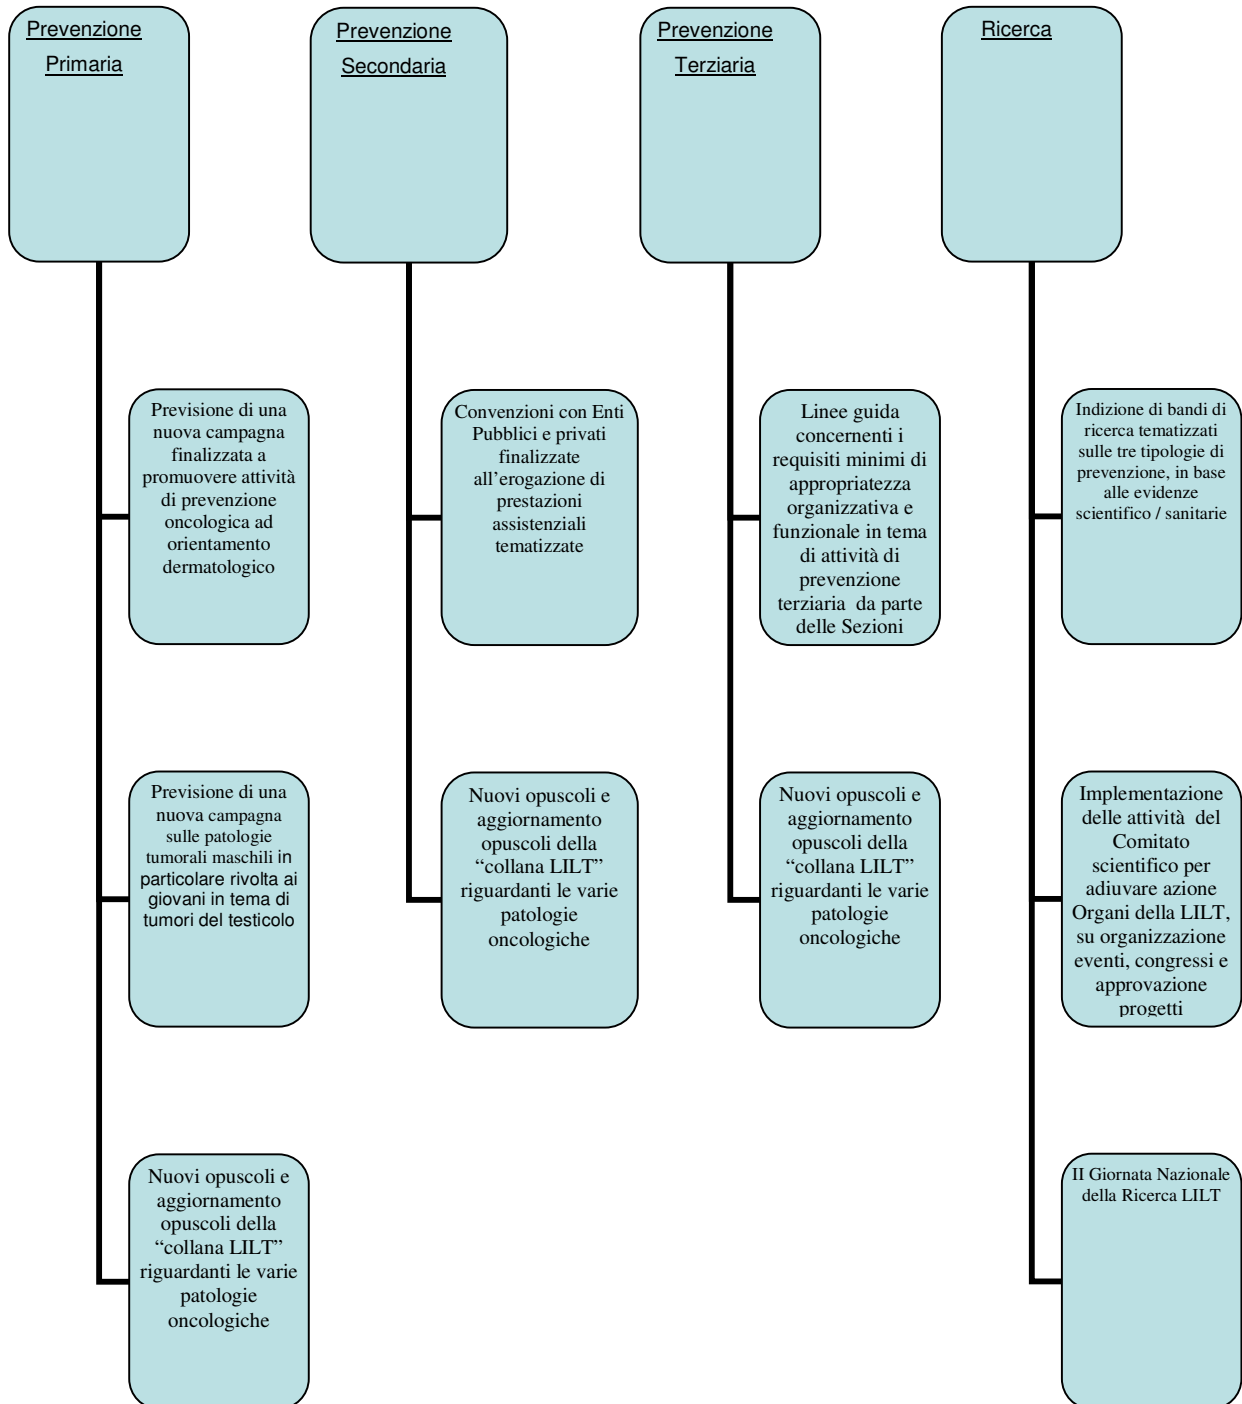 Prevenzione
Primaria
Prevenzione
Secondaria
Prevenzione
Terziaria
Ricerca
Previsione di una
nuova campagna
finalizzata a
promuovere attività
di prevenzione
oncologica ad
orientamento
dermatologico
Convenzioni con Enti
Pubblici e privati
finalizzate
all’erogazione di
prestazioni
assistenziali
tematizzate
Linee guida
concernenti i
requisiti minimi di
appropriatezza
organizzativa e
funzionale in tema
di attività di
prevenzione
terziaria da parte
delle Sezioni
Indizione di bandi di
ricerca tematizzati
sulle tre tipologie di
prevenzione, in base
alle evidenze
scientifico / sanitarie
Previsione di una
nuova campagna
sulle patologie
tumorali maschili in
particolare rivolta ai
giovani in tema di
tumori del testicolo
Nuovi opuscoli e
aggiornamento
opuscoli della
“collana LILT”
riguardanti le varie
patologie
oncologiche
Nuovi opuscoli e
aggiornamento
opuscoli della
“collana LILT”
riguardanti le varie
patologie
oncologiche
Implementazione
delle attività del
Comitato
scientifico per
adiuvare azione
Organi della LILT,
su organizzazione
eventi, congressi e
approvazione
progetti
Nuovi opuscoli e
aggiornamento
opuscoli della
“collana LILT”
riguardanti le varie
patologie
oncologiche
II Giornata Nazionale
della Ricerca LILT